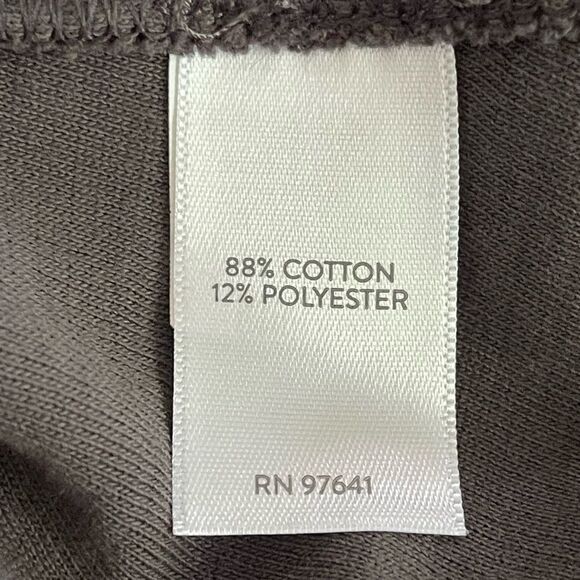 88% COTTON
12% POLYESTER
RN 97641